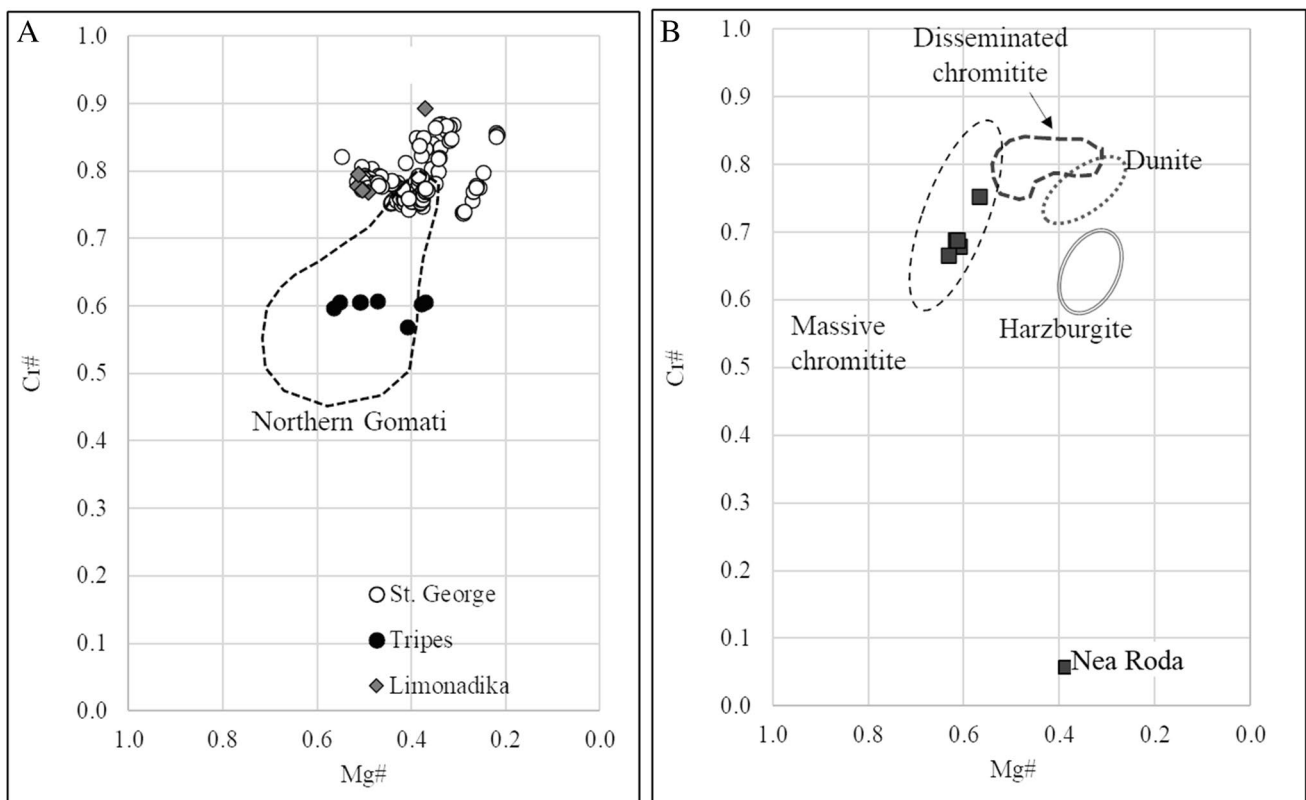 A
1.0
0.9
0.8
0.7
0.6
0.5
0.4
0.3
0.2
0.1
0.0
Cr#
Northern Gomati
St. George
Tripes
Limonadika
1.0 0.8 0.6 0.4 0.2 0.0
Mg#
B
1.0
0.9
0.8
0.7
0.6
0.5
0.4
0.3
0.2
0.1
0.0
Cr#
Disseminated
chromitite
Dunite
Massive
chromitite
Harzburgite
Nea Roda
1.0 0.8 0.6 0.4 0.2 0.0
Mg#